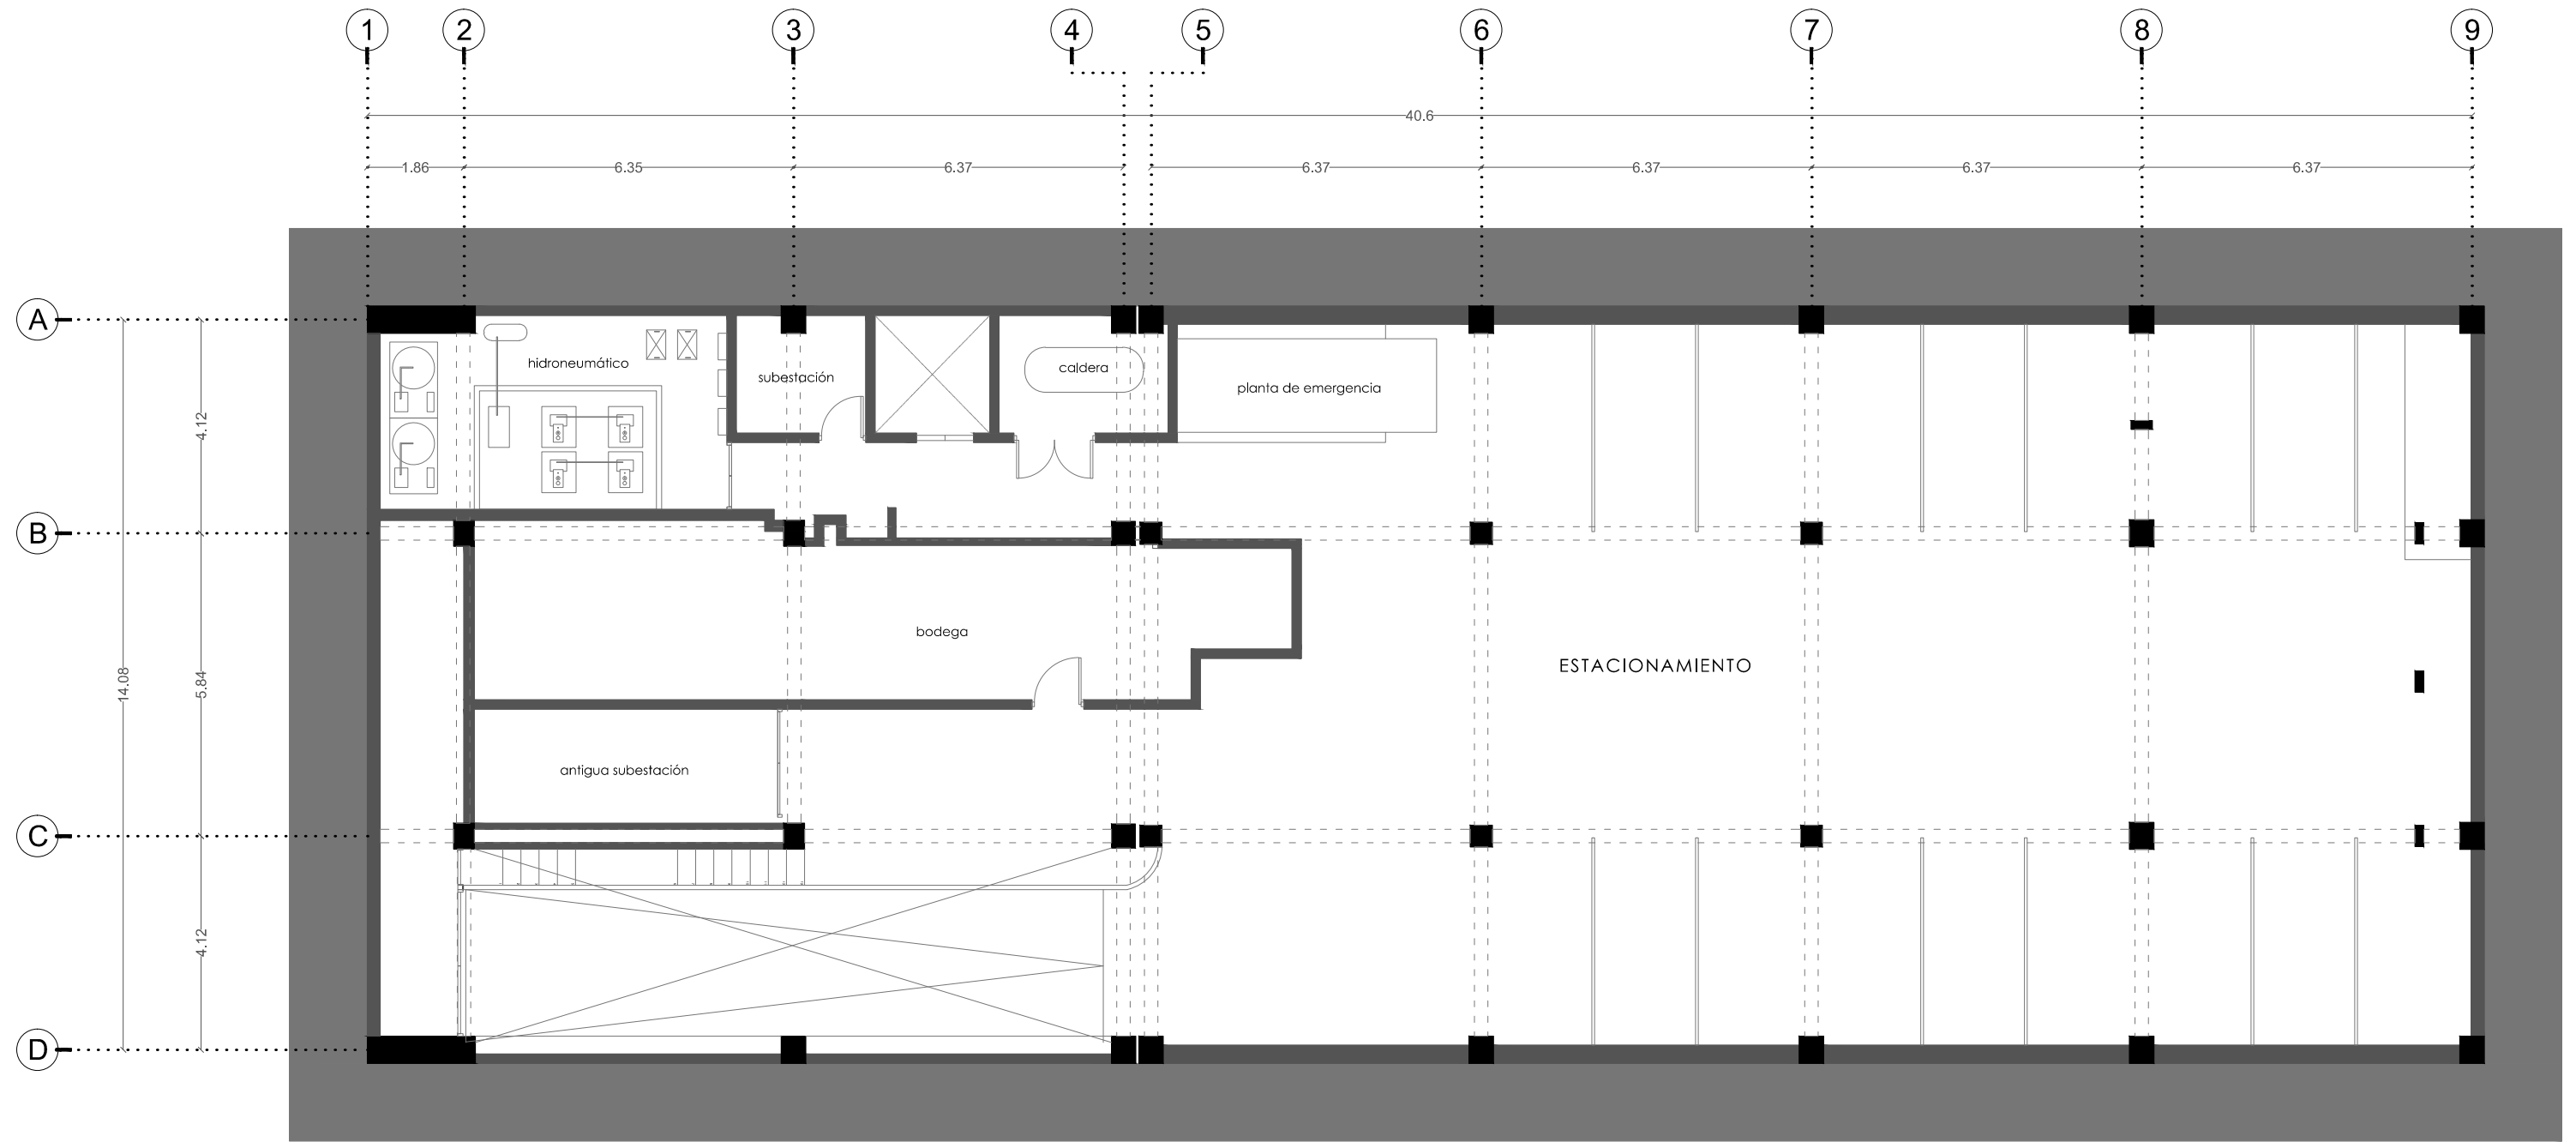 1 2 3 4 5 6 7 8 9
40.6
1.86 6.35 6.37 6.37 6.37 6.37 6.37
A
hidroneumático
caldera
subestación
planta de emergencia
4.12
B
bodega
ESTACIONAMIENTO
14.08
5.84
antigua subestación
C
4.12
D